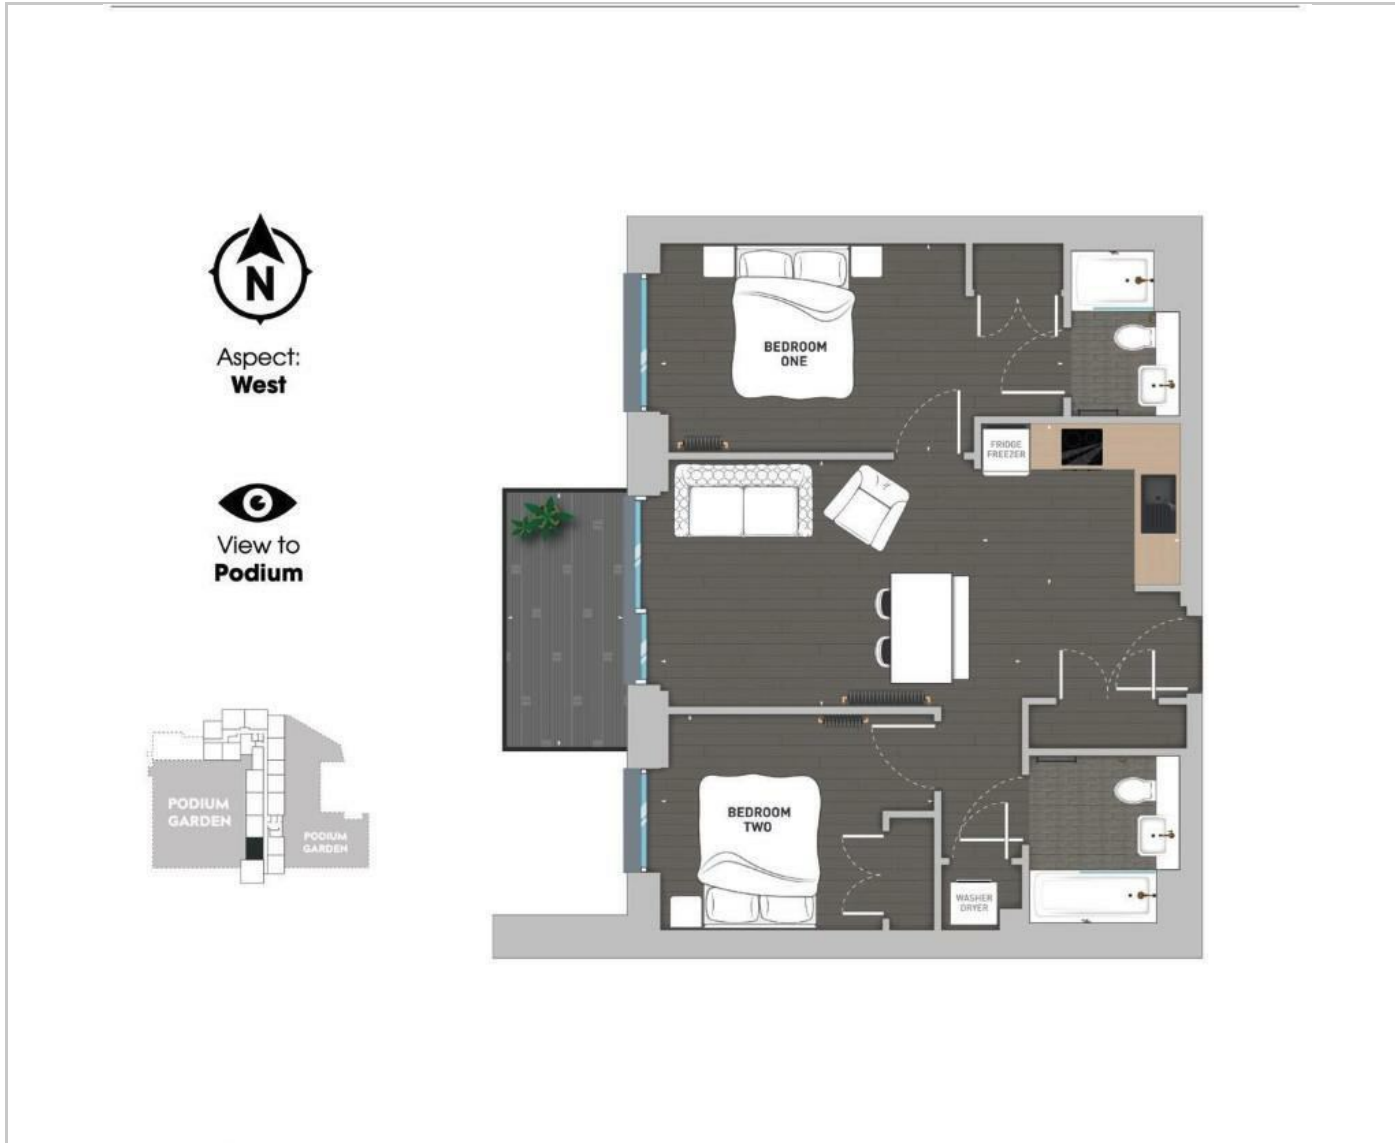 N
Aspect:
West
View to
Podium
PODIUM
GARDEN
PODIUM
GARDEN
BEDROOM
ONE
FRIDGE
FREEZER
BEDROOM
TWO
WASHER
DRYER